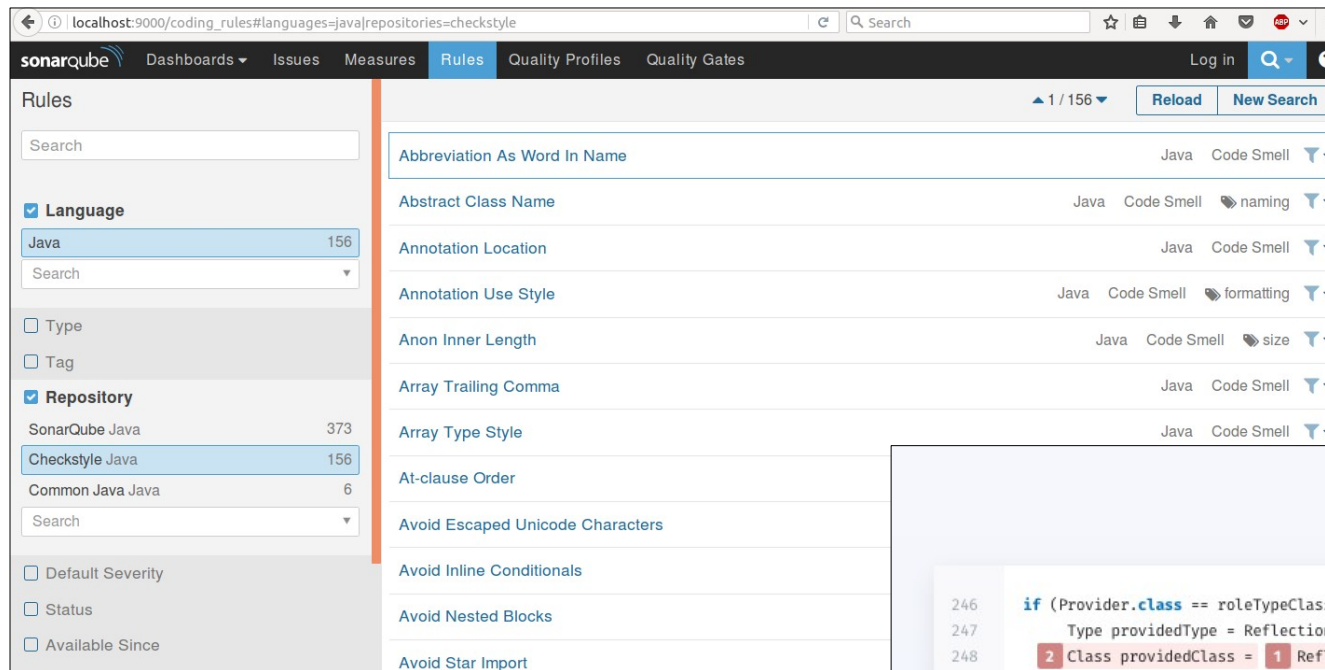 localhost:9000/coding_rules#languages=java|repositories=checkstyle
Search
ABP
sonarqube Dashboards Issues Measures Rules Quality Profiles Quality Gates Log in
Rules
1 / 156 Reload New Search
Search
Abbreviation As Word In Name Java Code Smell
Language
Abstract Class Name Java Code Smell naming
Java 156
Annotation Location Java Code Smell
Search
Annotation Use Style Java Code Smell formatting
Type
Anon Inner Length Java Code Smell size
Tag
Array Trailing Comma Java Code Smell
Repository
SonarQube Java 373
Array Type Style Java Code Smell
Checkstyle Java 156
At-clause Order
Common Java Java 6
Search
Avoid Escaped Unicode Characters
Default Severity
Avoid Inline Conditionals
Status
Avoid Nested Blocks
Available Since
Avoid Star Import
246 if (Provider.class == roleTypeClas
247 Type providedType = Reflectio
248 2 Class providedClass = 1 Ref